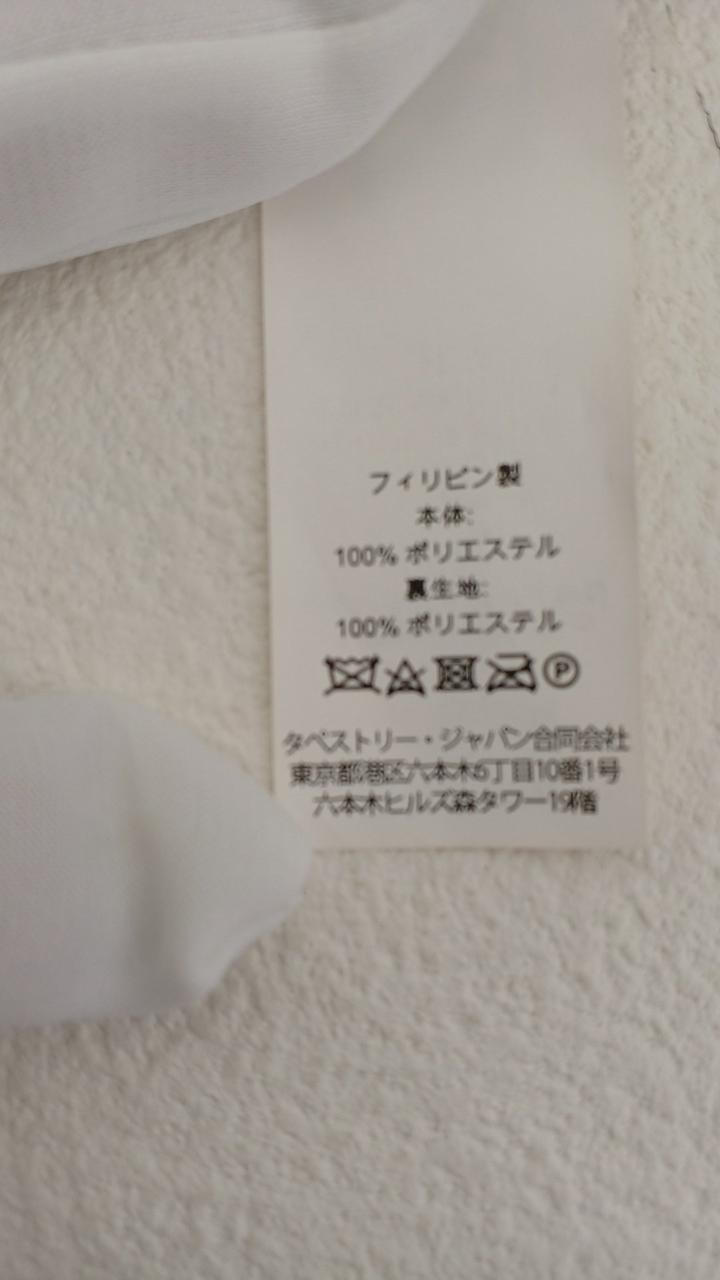 フィリピン製
本体:
100% ポリエステル
裏生地:
100% ポリエステル
P
タペストリー・ジャパン合同会社
東京都港区六本木6丁目10番1号
六本木ヒルズ森タワー19階